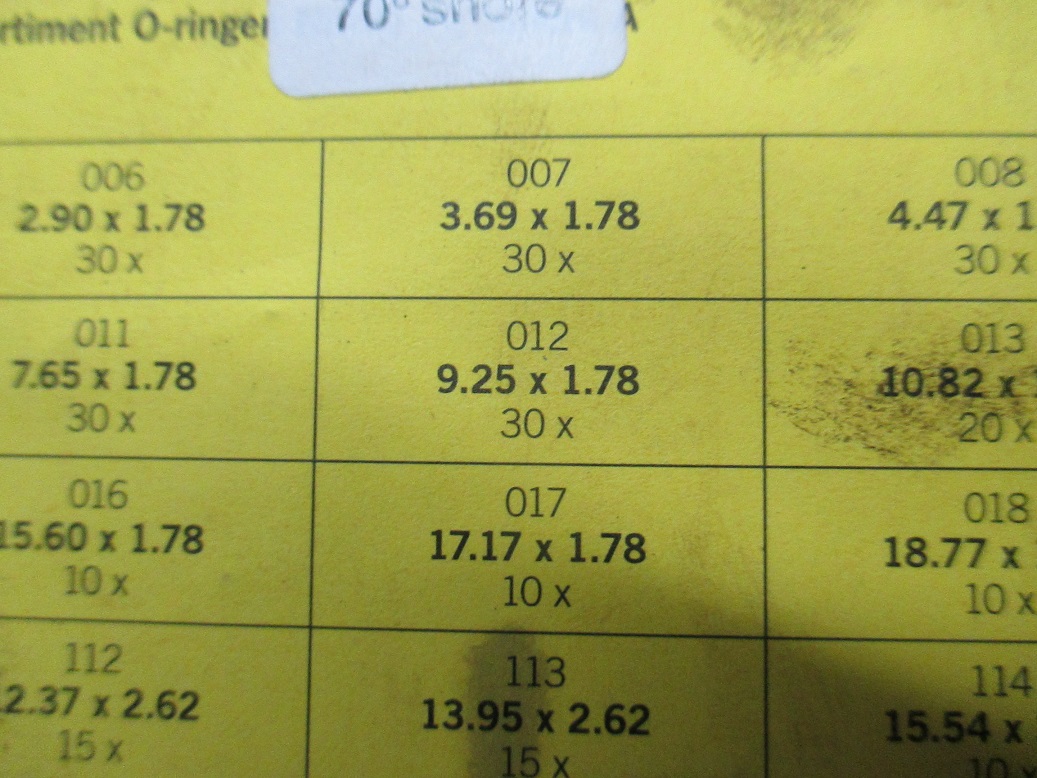 rtiment O-ringer
70° shore A
006 007 008
2.90 x 1.78 3.69 x 1.78 4.47 x 1
30 x 30 x 30 x
011 012 013
7.65 x 1.78 9.25 x 1.78 10.82 x
30 x 30 x 20 x
016 017 018
15.60 x 1.78 17.17 x 1.78 18.77 x
10 x 10 x 10 x
112 113 114
2.37 x 2.62 13.95 x 2.62 15.54 x
15 x 15 x 10 x